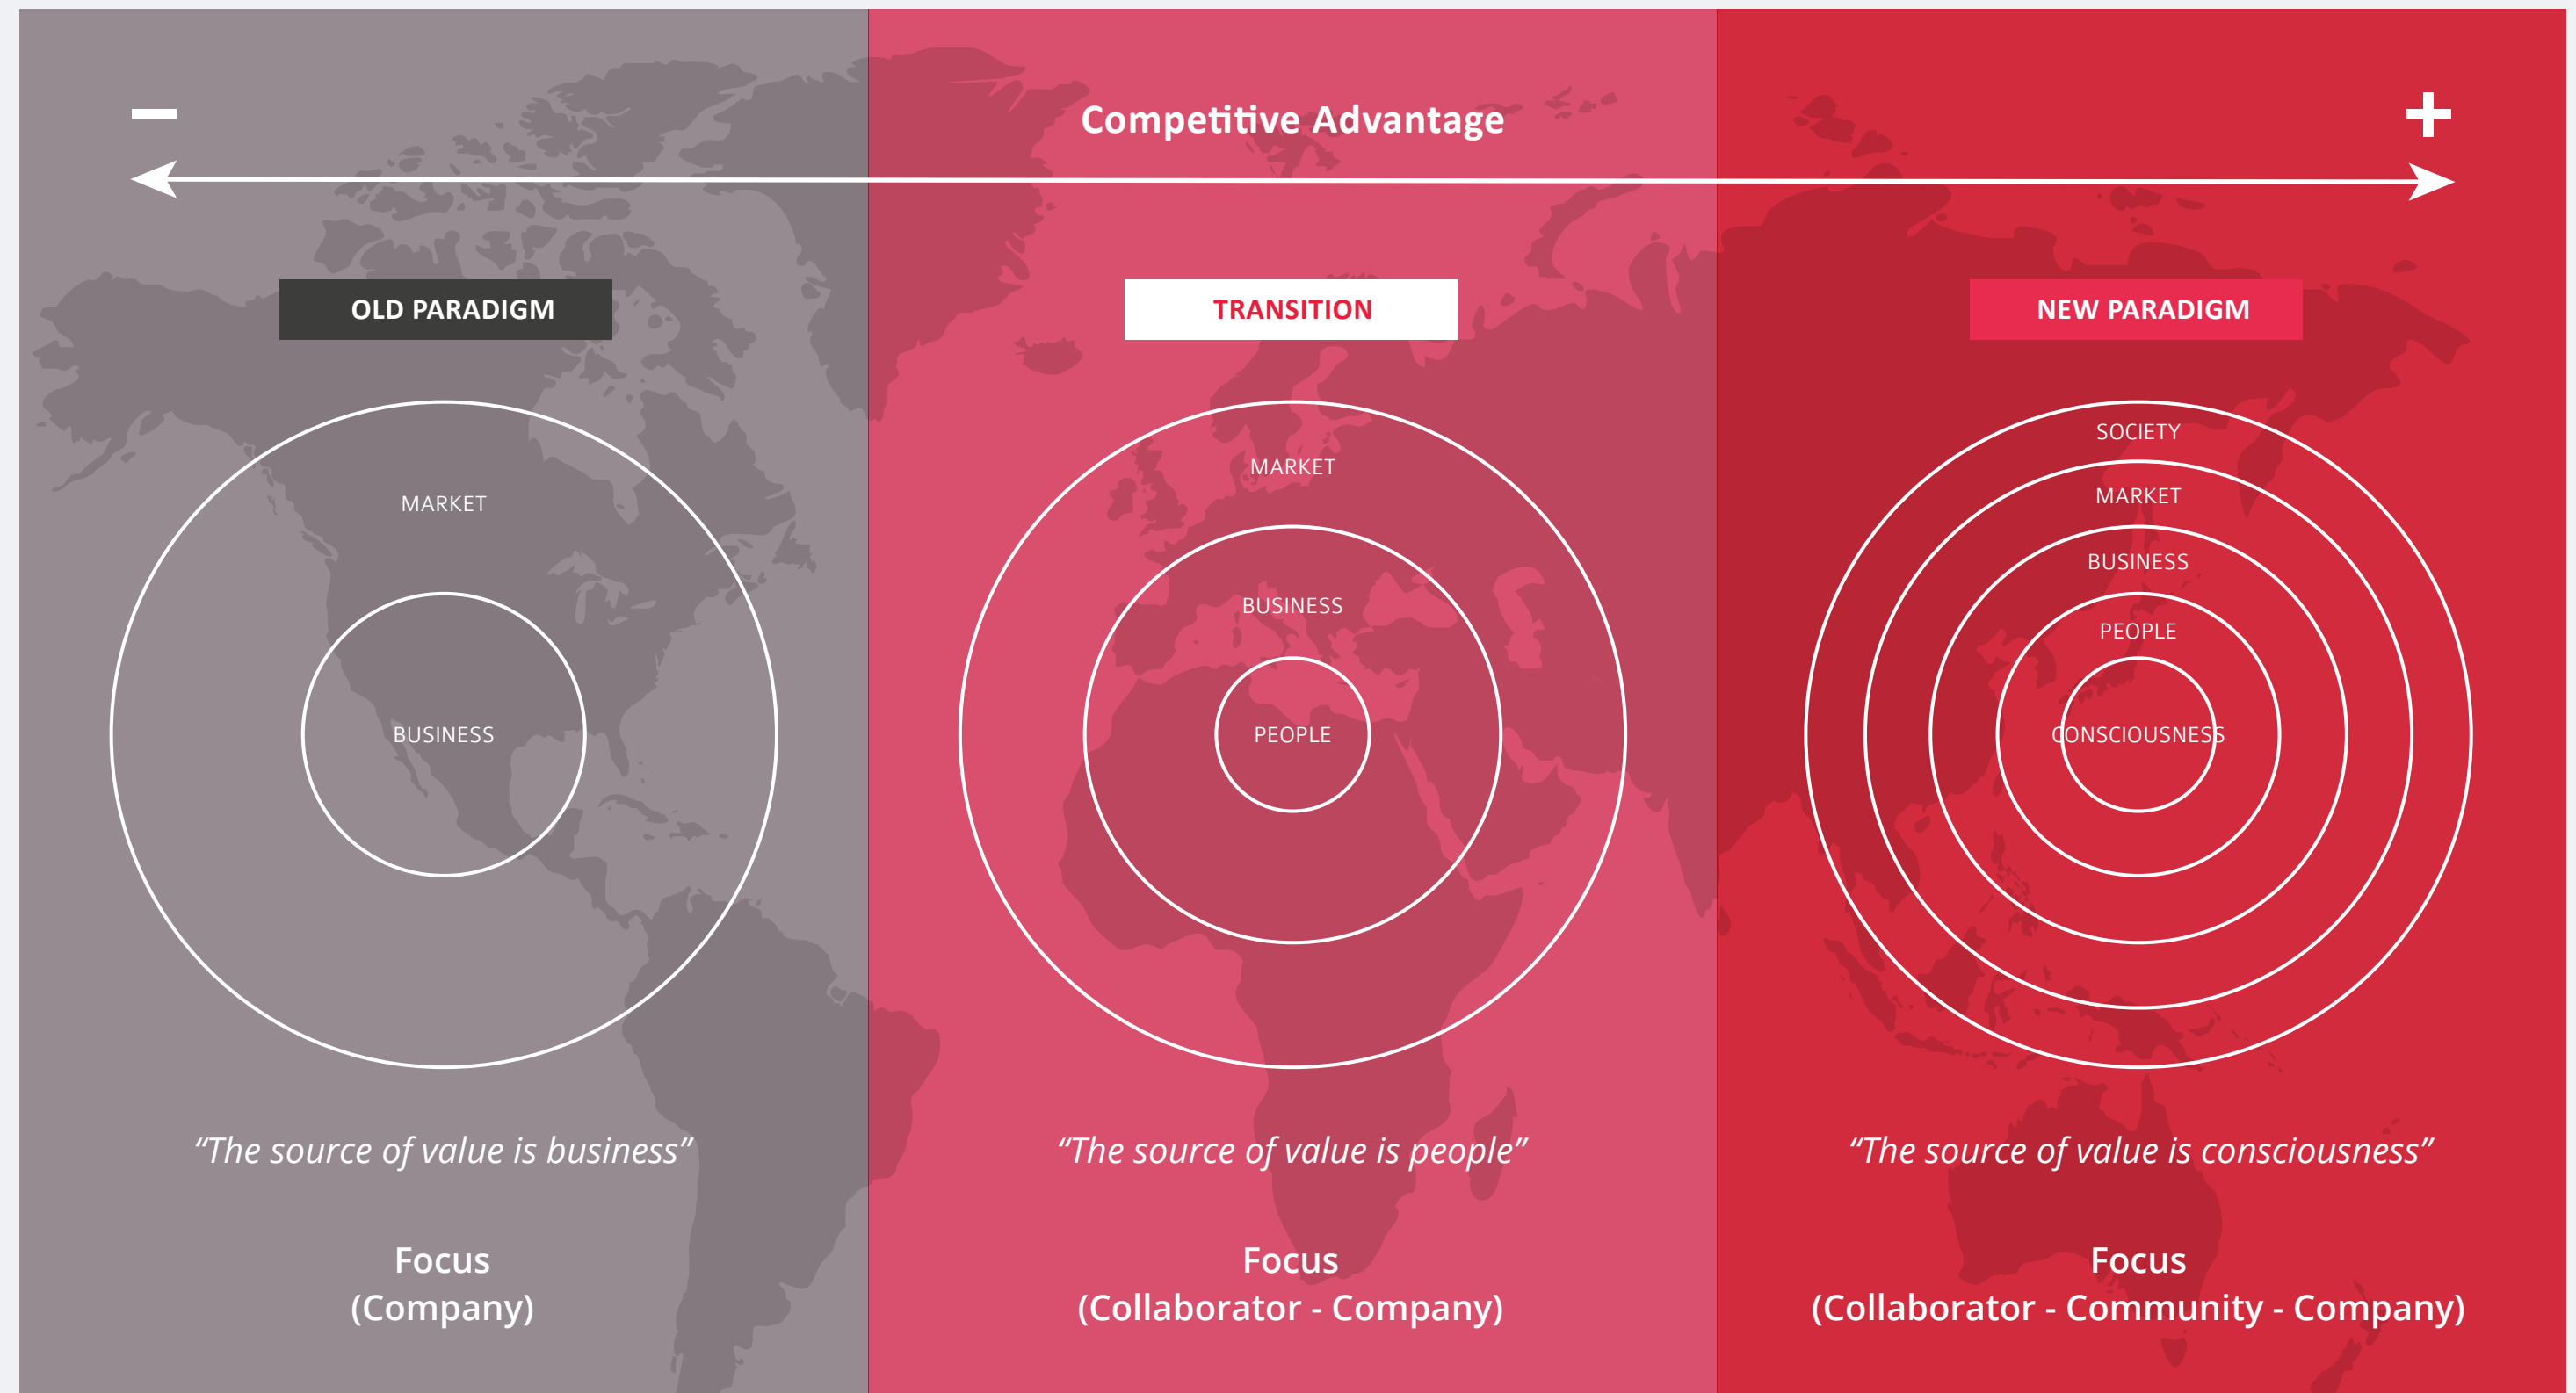 Competitive Advantage
OLD PARADIGM
MARKET
BUSINESS
“The source of value is business”
Focus
(Company)
TRANSITION
MARKET
BUSINESS
PEOPLE
“The source of value is people”
Focus
(Collaborator - Company)
NEW PARADIGM
SOCIETY
MARKET
BUSINESS
PEOPLE
CONSCIOUSNESS
“The source of value is consciousness”
Focus
(Collaborator - Community - Company)